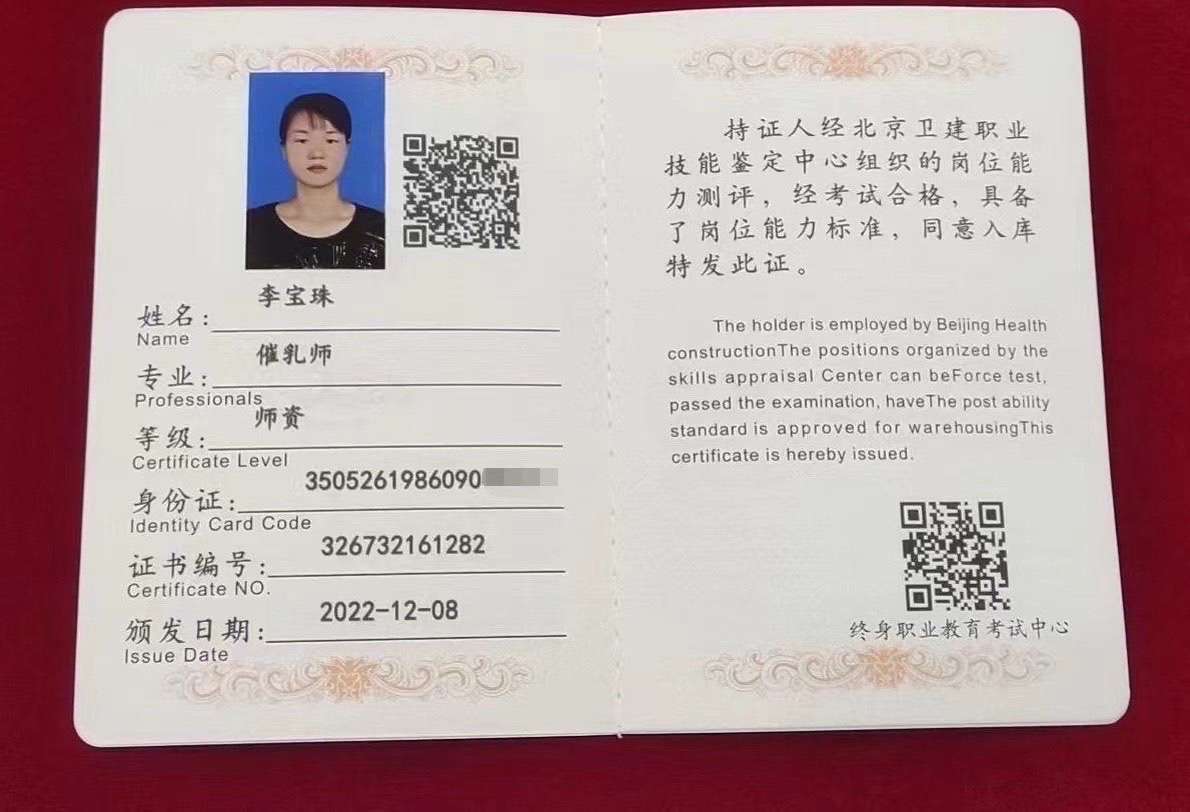 李宝珠
姓名:
Name
催乳师
专业:
Professionals
师资
等级:
Certificate Level
3505261986090
身份证:
Identity Card Code
326732161282
证书编号:
Certificate NO.
2022-12-08
颁发日期:
Issue Date
持证人经北京卫建职业
技能鉴定中心组织的岗位能
力测评，经考试合格，具备
了岗位能力标准，同意入库
特发此证。
The holder is employed by Beijing Health
constructionThe positions organized by the
skills appraisal Center can beForce test,
passed the examination, haveThe post ability
standard is approved for warehousingThis
certificate is hereby issued.
终身职业教育考试中心